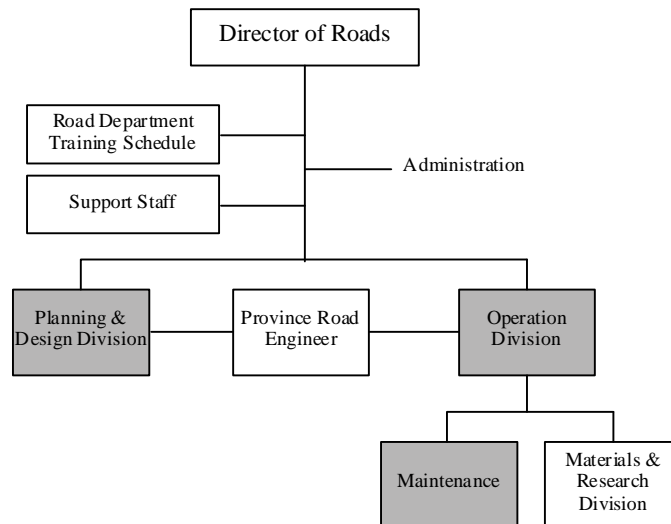 Director of Roads
Road Department
Training Schedule
Administration
Support Staff
Planning &
Design Division
Province Road
Engineer
Operation
Division
Maintenance
Materials &
Research
Division